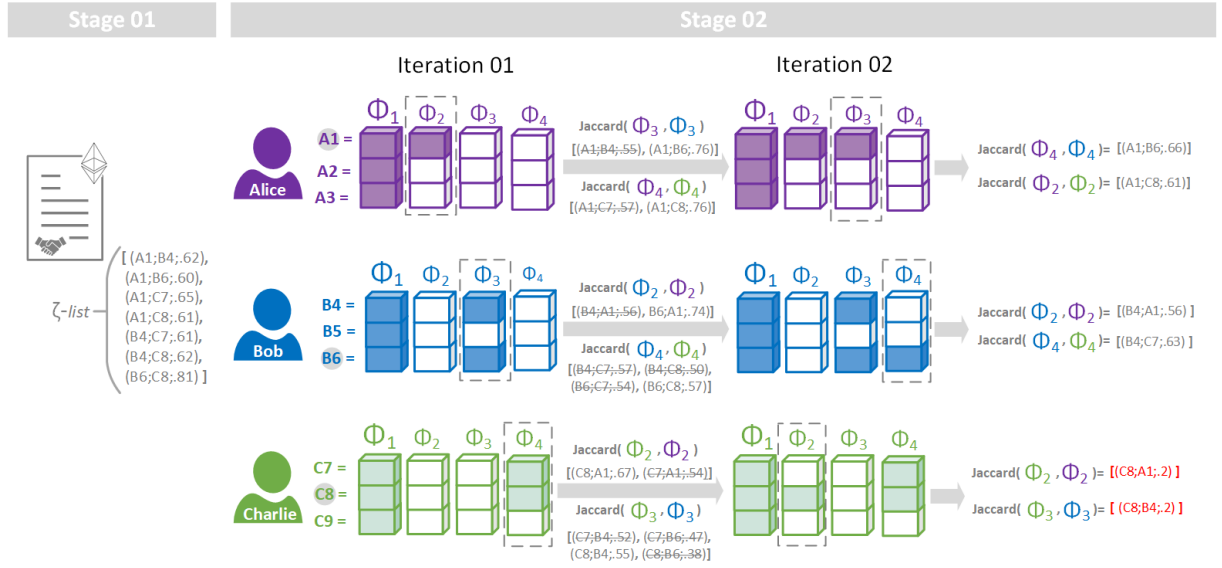 Stage 01
Stage 02
Iteration 01
Iteration 02
Alice
A1 =
A2 =
A3 =
Φ1
Φ2
Φ3
Φ4
Jaccard( Φ3 , Φ3 )
[(A1;B4;.55), (A1;B6;.76)]
Jaccard( Φ4 , Φ4 )
[(A1;C7;.57), (A1;C8;.76)]
Φ1
Φ2
Φ3
Φ4
Jaccard( Φ4 , Φ4 )= [(A1;B6;.66)]
Jaccard( Φ2 , Φ2 )= [(A1;C8;.61)]
ζ-list
[ (A1;B4;.62),
(A1;B6;.60),
(A1;C7;.65),
(A1;C8;.61),
(B4;C7;.61),
(B4;C8;.62),
(B6;C8;.81) ]
Bob
B4 =
B5 =
B6 =
Φ1
Φ2
Φ3
Φ4
Jaccard( Φ2 , Φ2 )
[(B4;A1;.56), B6;A1;.74)]
Jaccard( Φ4 , Φ4 )
[(B4;C7;.57), (B4;C8;.50),
(B6;C7;.54), (B6;C8;.57)]
Φ1
Φ2
Φ3
Φ4
Jaccard( Φ2 , Φ2 )= [(B4;A1;.56) ]
Jaccard( Φ4 , Φ4 )= [(B4;C7;.63) ]
Charlie
C7 =
C8 =
C9 =
Φ1
Φ2
Φ3
Φ4
Jaccard( Φ2 , Φ2 )
[(C8;A1;.67), (C7;A1;.54)]
Jaccard( Φ3 , Φ3 )
[(C7;B4;.52), (C7;B6;.47),
(C8;B4;.55), (C8;B6;.38)]
Φ1
Φ2
Φ3
Φ4
Jaccard( Φ2 , Φ2 )= [(C8;A1;.2) ]
Jaccard( Φ3 , Φ3 )= [ (C8;B4;.2) ]